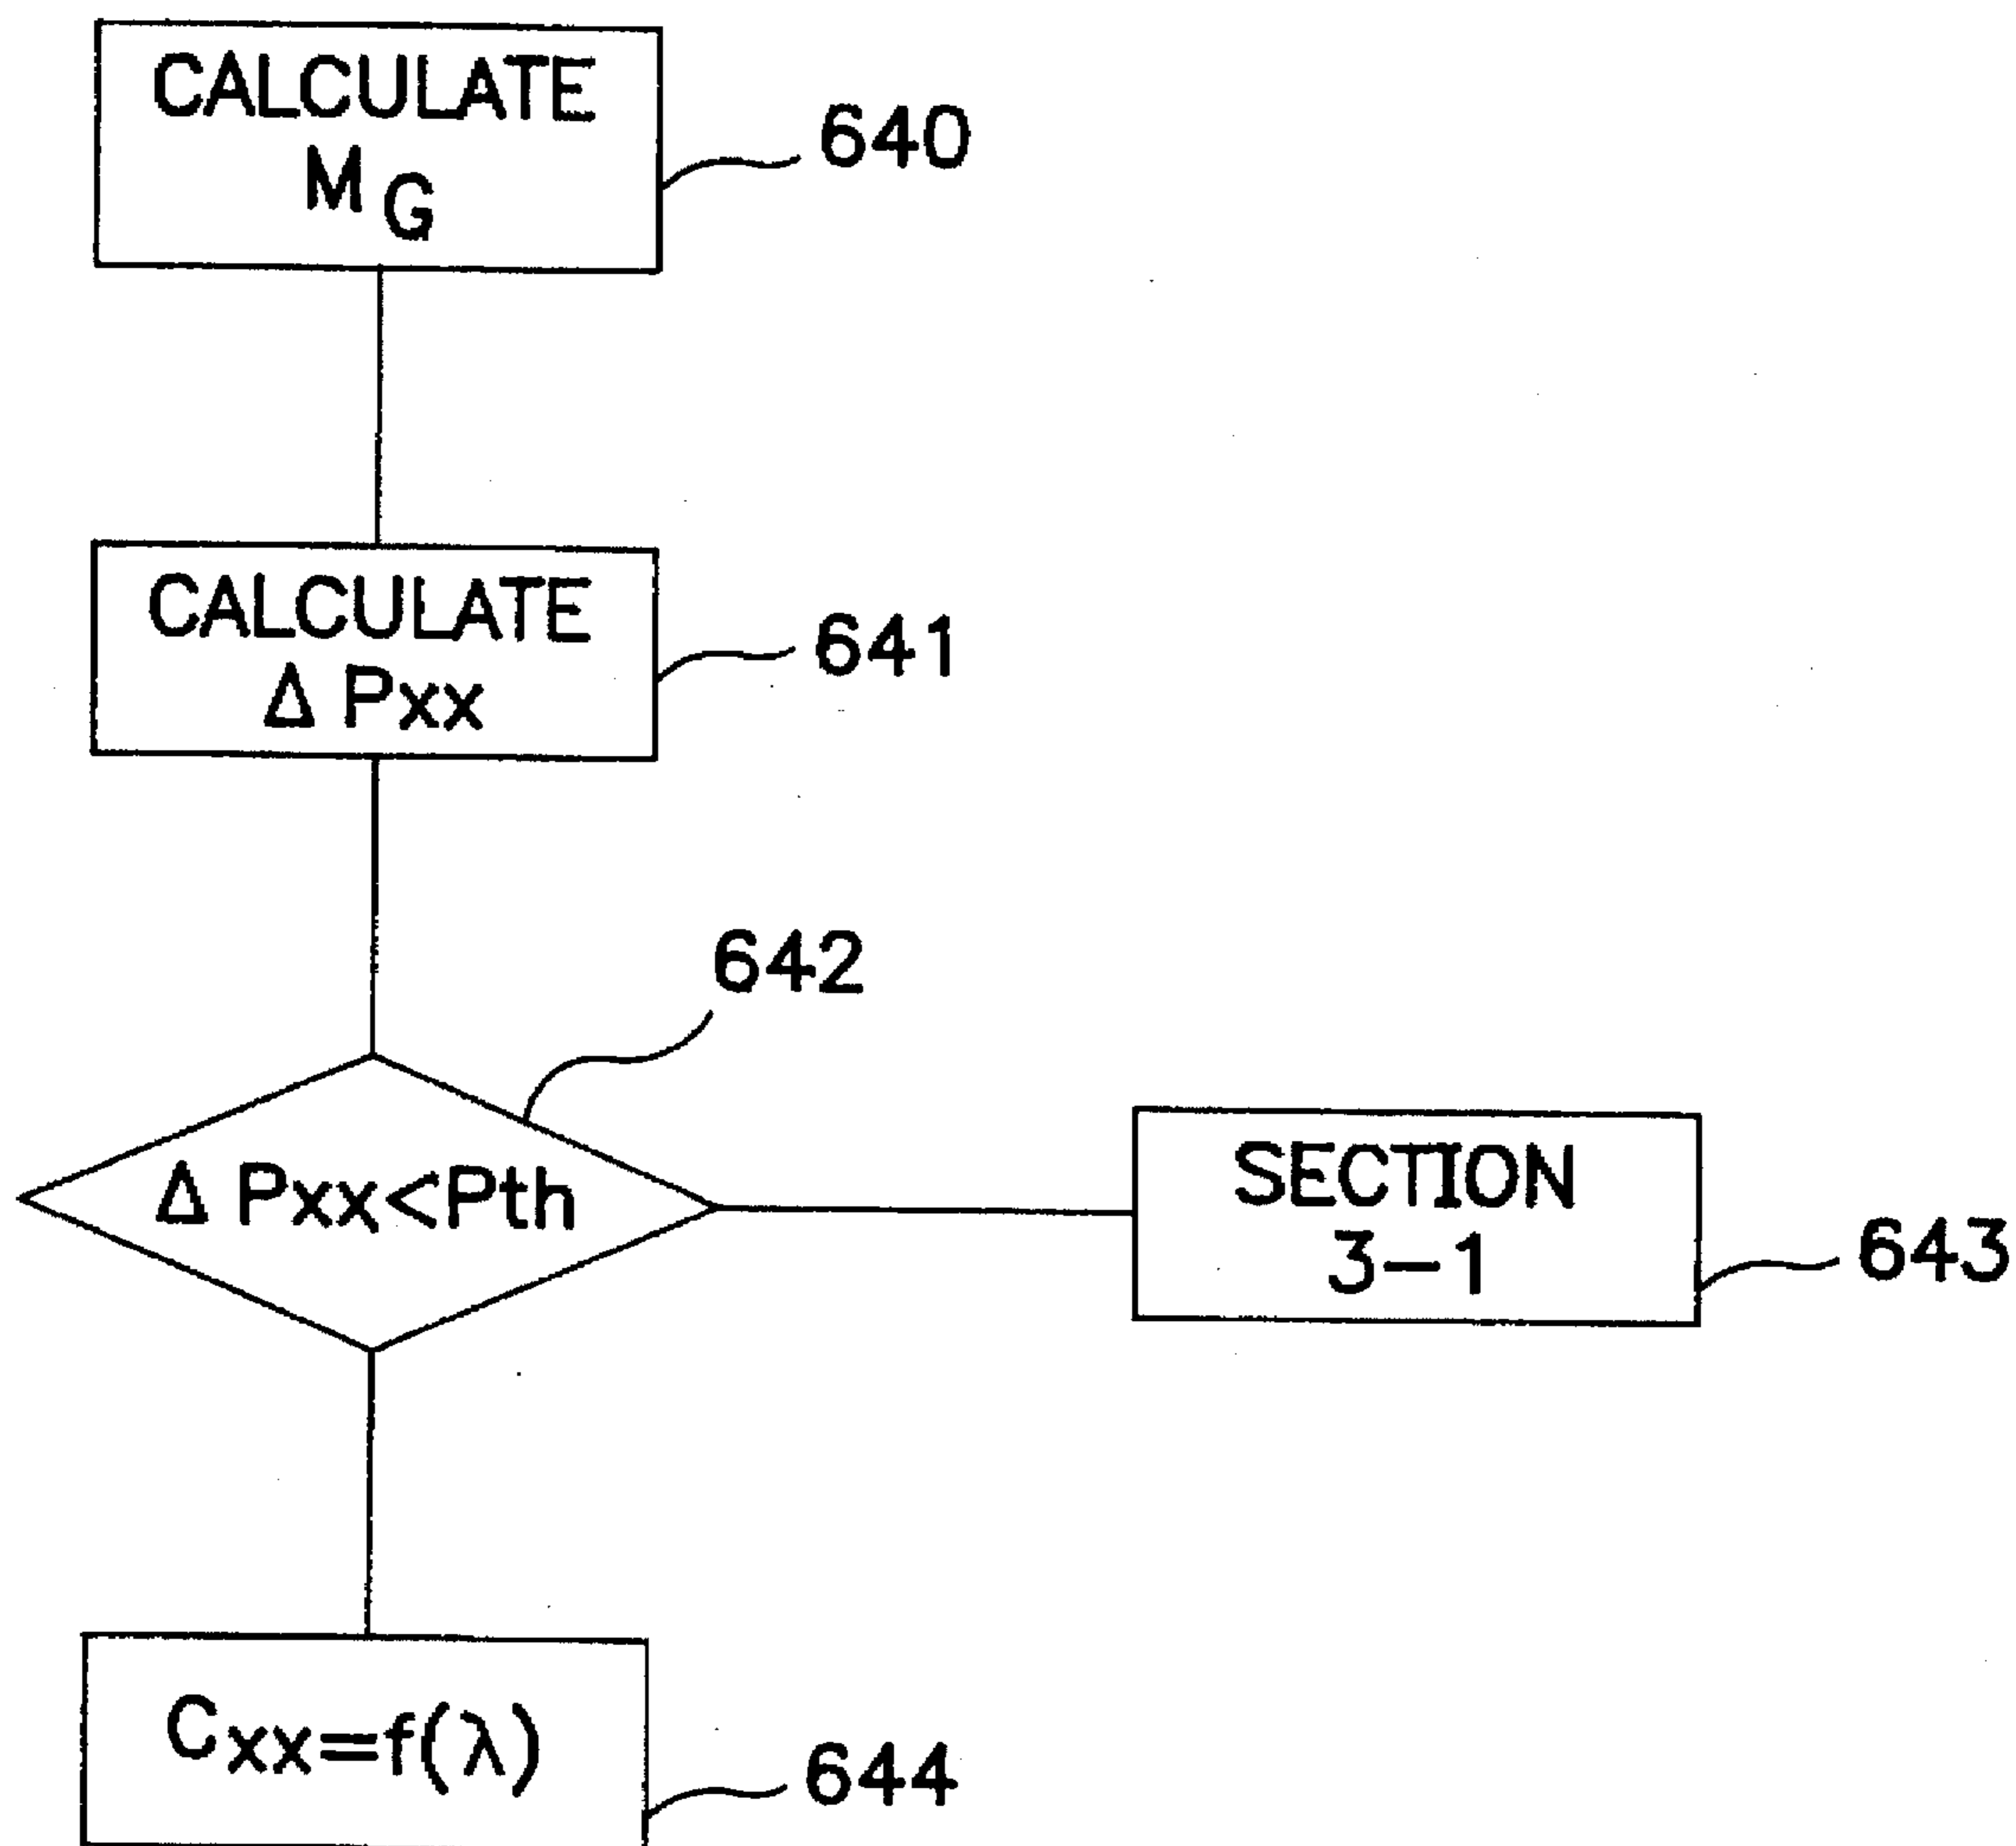 CALCULATE
M G
640
CALCULATE
Δ Pxx
641
642
Δ Pxx<Pth
SECTION
3-1
643
Cxx=f(λ)
644